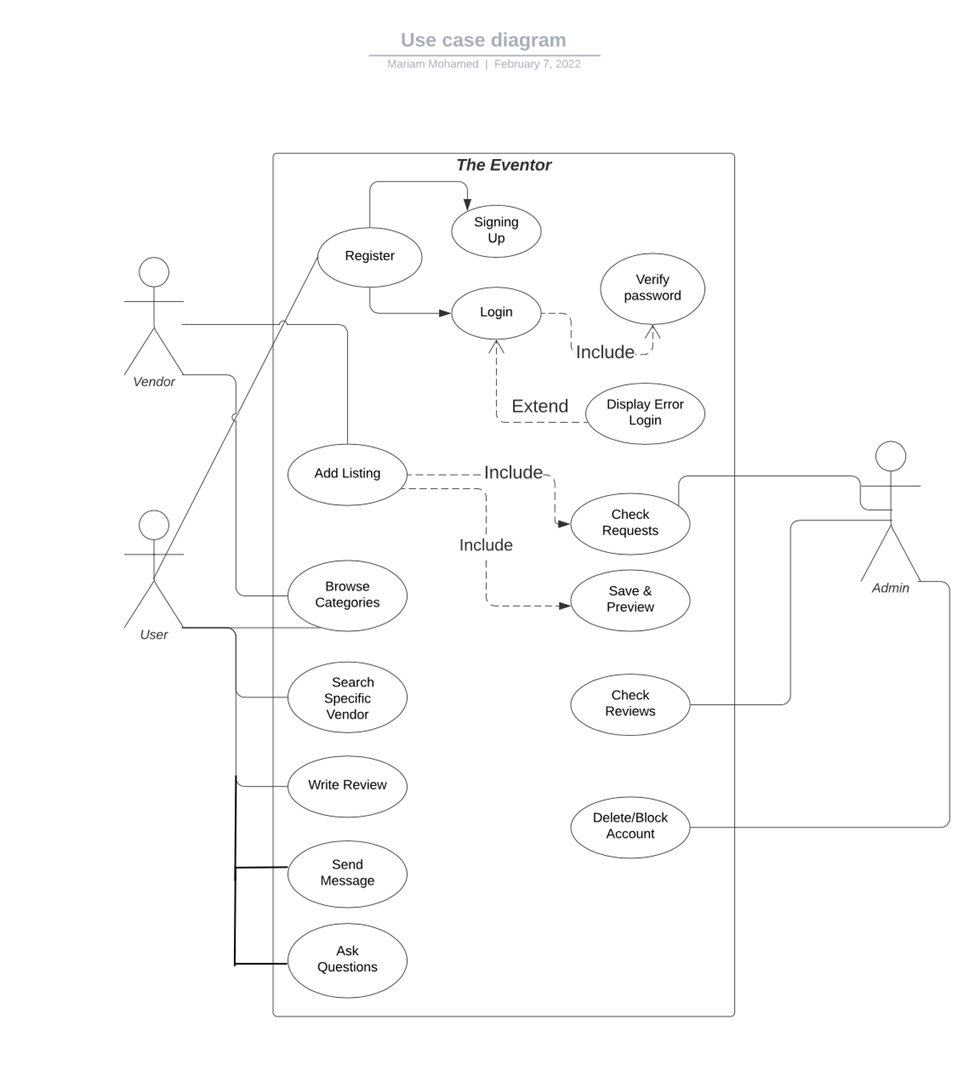 Use case diagram
Mariam Mohamed | February 7, 2022
The Eventor
Signing
Up
Register
Verify
password
Login
Include
Vendor
Extend
Display Error
Login
Add Listing
Include
Check
Requests
Include
Browse
Categories
Save &
Preview
Admin
User
Search
Specific
Vendor
Check
Reviews
Write Review
Delete/Block
Account
Send
Message
Ask
Questions